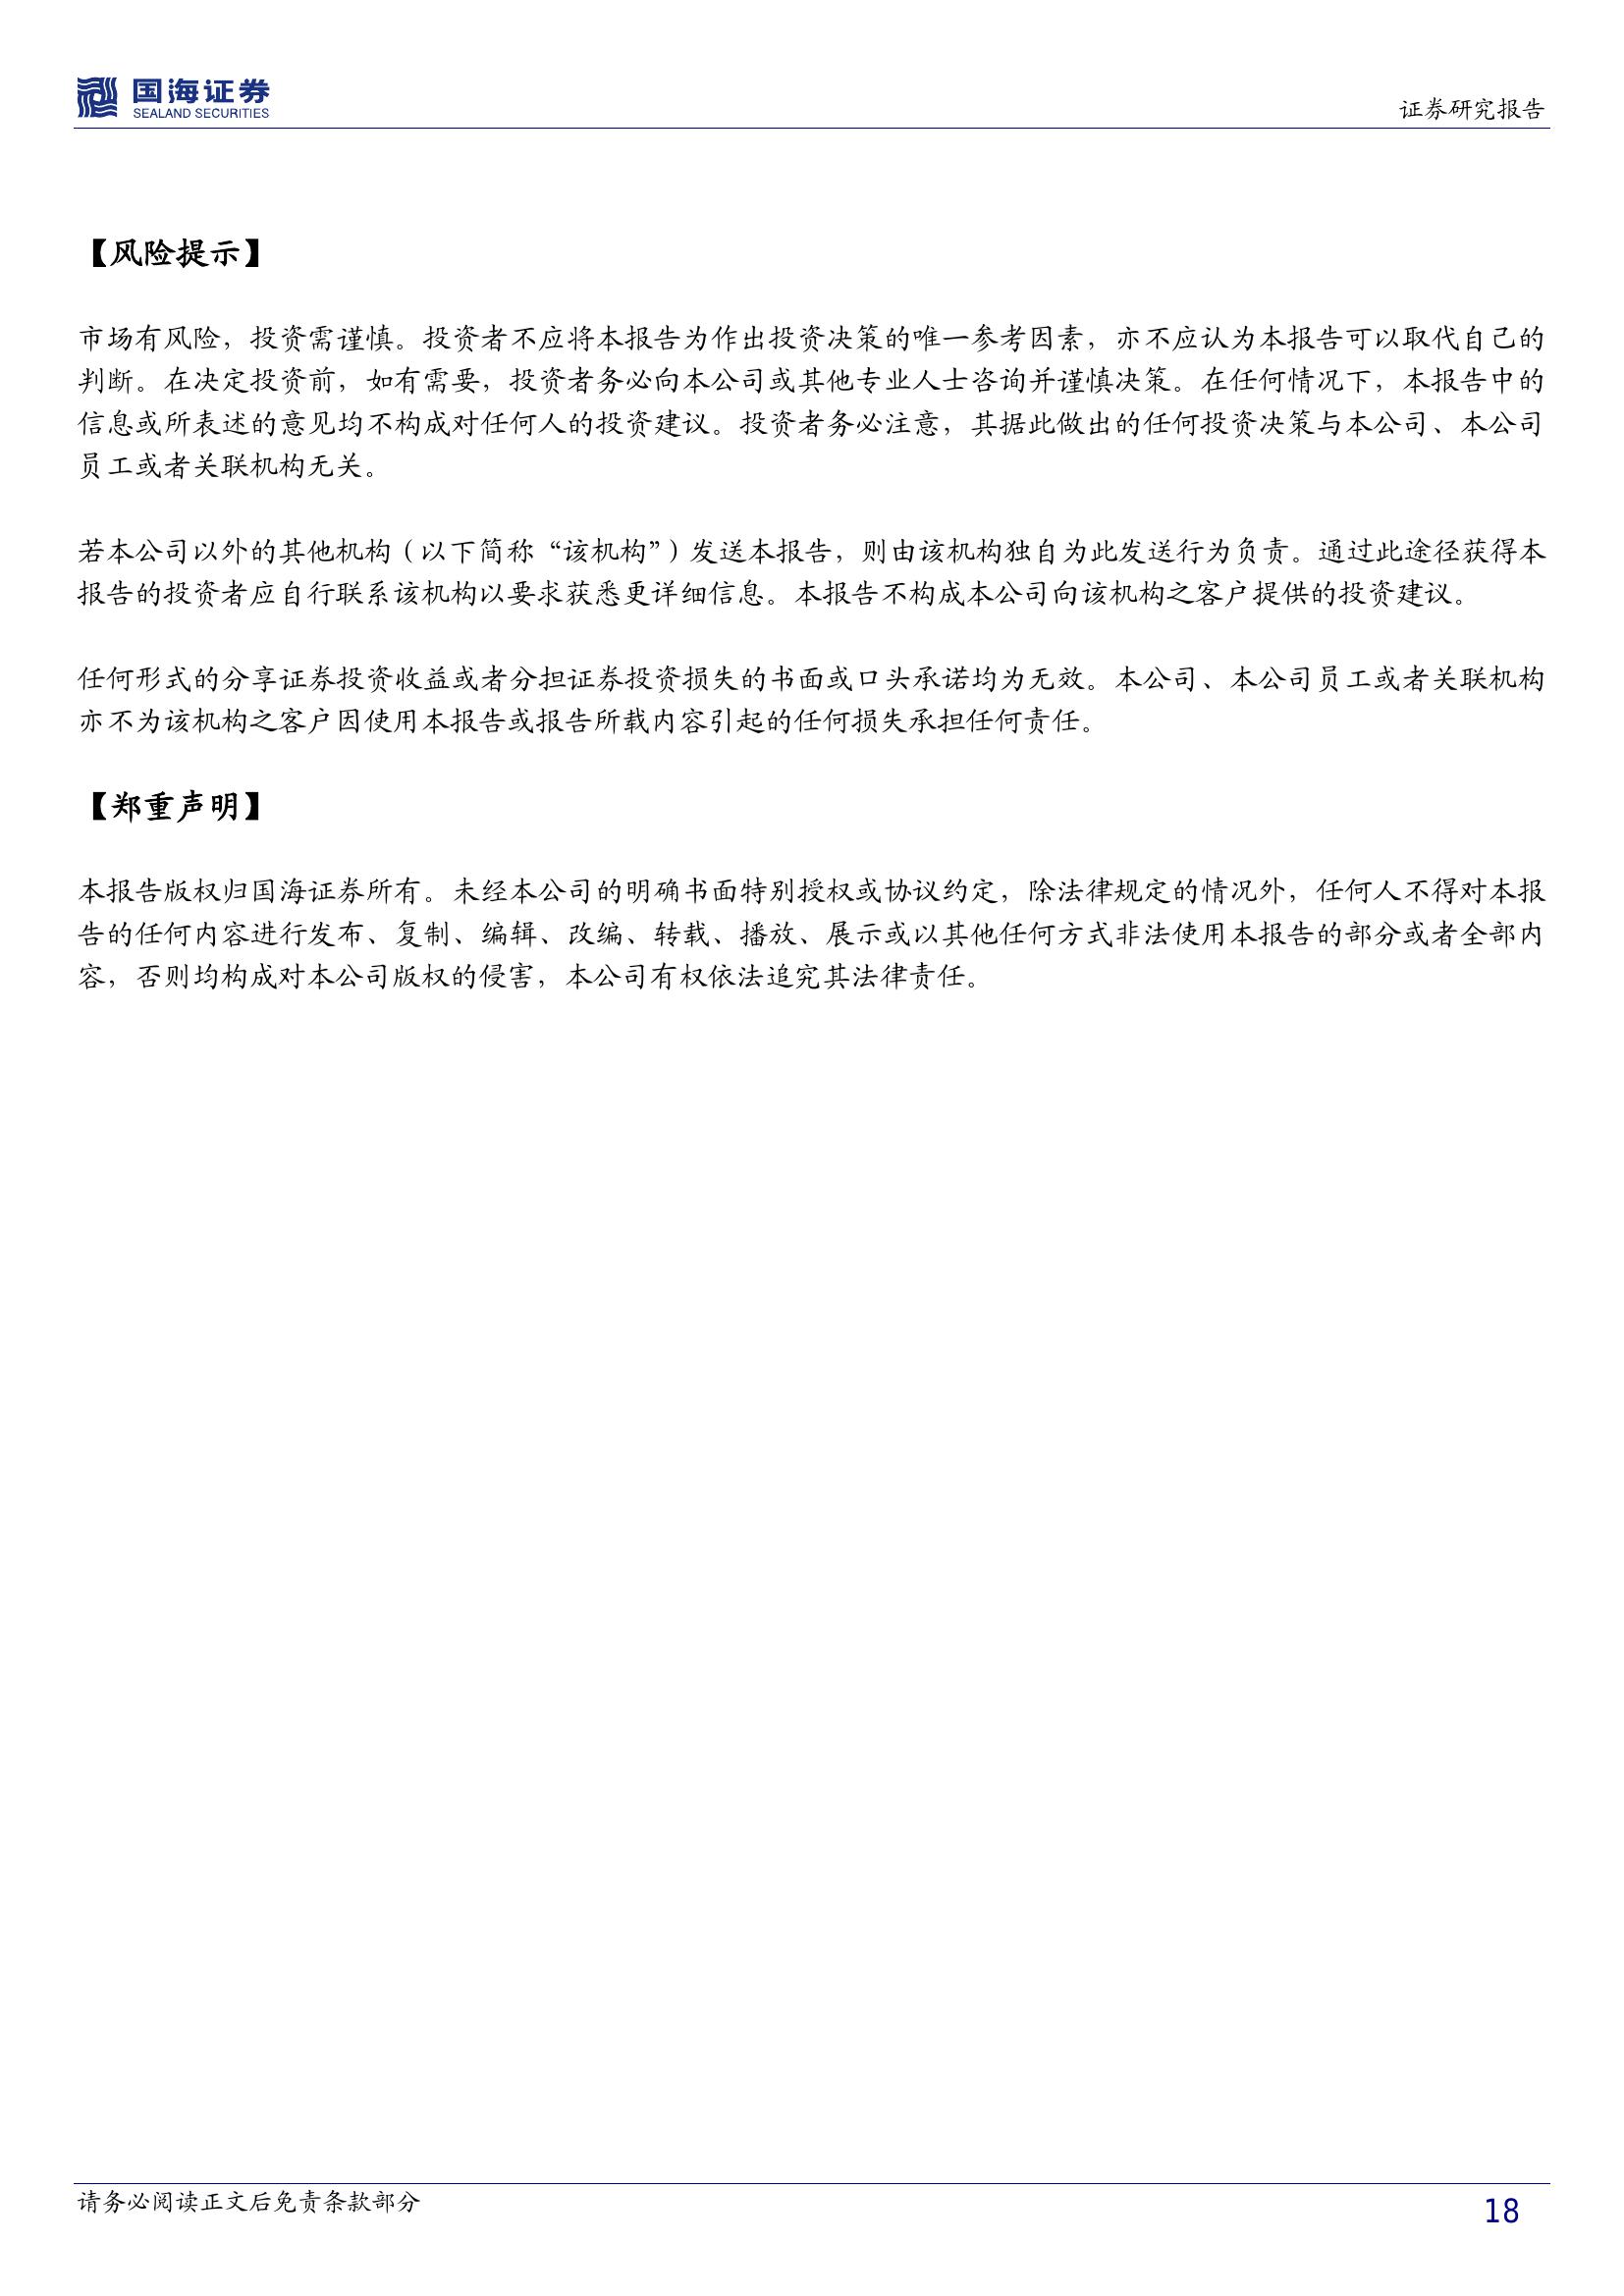 国海证券
SEALAND SECURITIES
证券研究报告
【风险提示】
市场有风险，投资需谨慎。投资者不应将本报告为作出投资决策的唯一参考因素，亦不应认为本报告可以取代自己的
判断。在决定投资前，如有需要，投资者务必向本公司或其他专业人士咨询并谨慎决策。在任何情况下，本报告中的
信息或所表述的意见均不构成对任何人的投资建议。投资者务必注意，其据此做出的任何投资决策与本公司、本公司
员工或者关联机构无关。
若本公司以外的其他机构（以下简称“该机构”）发送本报告，则由该机构独自为此发送行为负责。通过此途径获得本
报告的投资者应自行联系该机构以要求获悉更详细信息。本报告不构成本公司向该机构之客户提供的投资建议。
任何形式的分享证券投资收益或者分担证券投资损失的书面或口头承诺均为无效。本公司、本公司员工或者关联机构
亦不为该机构之客户因使用本报告或报告所载内容引起的任何损失承担任何责任。
【郑重声明】
本报告版权归国海证券所有。未经本公司的明确书面特别授权或协议约定，除法律规定的情况外，任何人不得对本报
告的任何内容进行发布、复制、编辑、改编、转载、播放、展示或以其他任何方式非法使用本报告的部分或者全部内
容，否则均构成对本公司版权的侵害，本公司有权依法追究其法律责任。
请务必阅读正文后免责条款部分
18